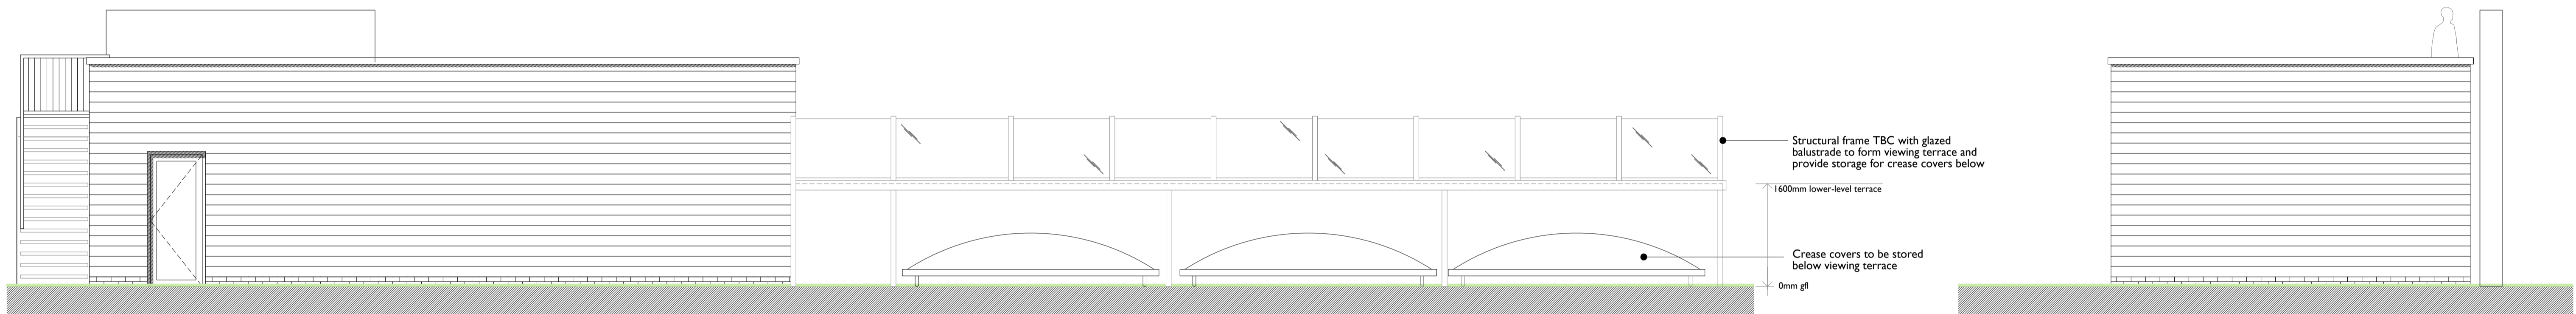 Structural frame TBC with glazed
balustrade to form viewing terrace and
provide storage for crease covers below
1600mm lower-level terrace
Crease covers to be stored
below viewing terrace
0mm gfl